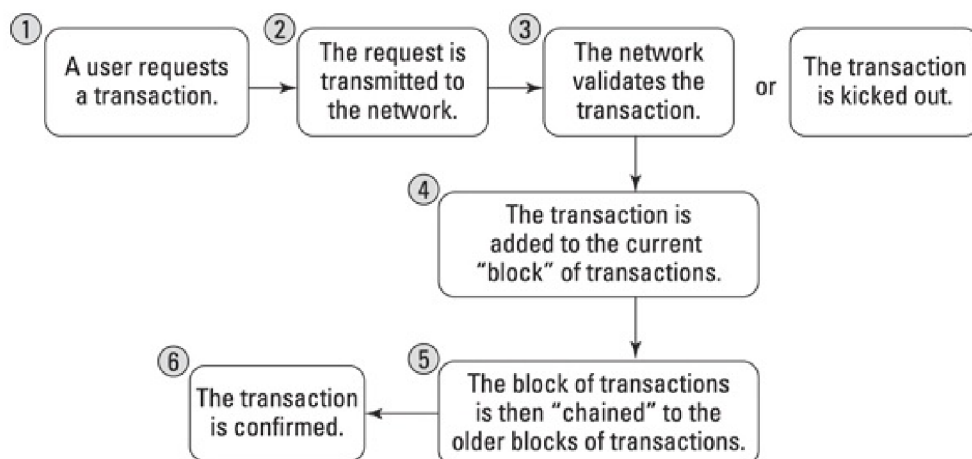 1
A user requests
a transaction.
2
The request is
transmitted to
the network.
3
The network
validates the
transaction.
or
The transaction
is kicked out.
4
The transaction is
added to the current
“block” of transactions.
5
The block of transactions
is then “chained” to the
older blocks of transactions.
6
The transaction
is confirmed.